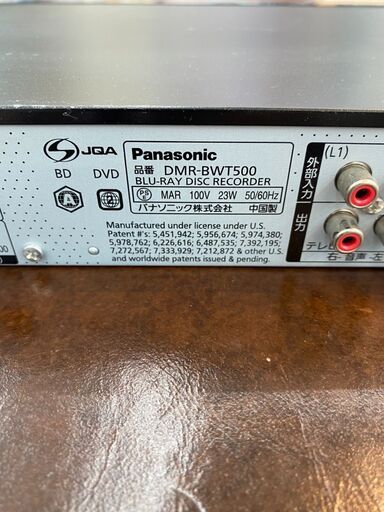 JQA
BD DVD
A
2
Panasonic
品番 DMR-BWT500
BLU-RAY DISC RECORDER
PS E MAR 100V 23W 50/60Hz
パナソニック株式会社 中国製
Manufactured under license under U.S.
Patent #'s: 5,451,942; 5,956,674; 5,974,380;
5,978,762; 6,226,616; 6,487,535; 7,392,195;
7,272,567; 7,333,929; 7,212,872 & other U.S.
and worldwide patents issued & pending.
(L1)
外部入力
出力
テレビ
右-音声-左
00